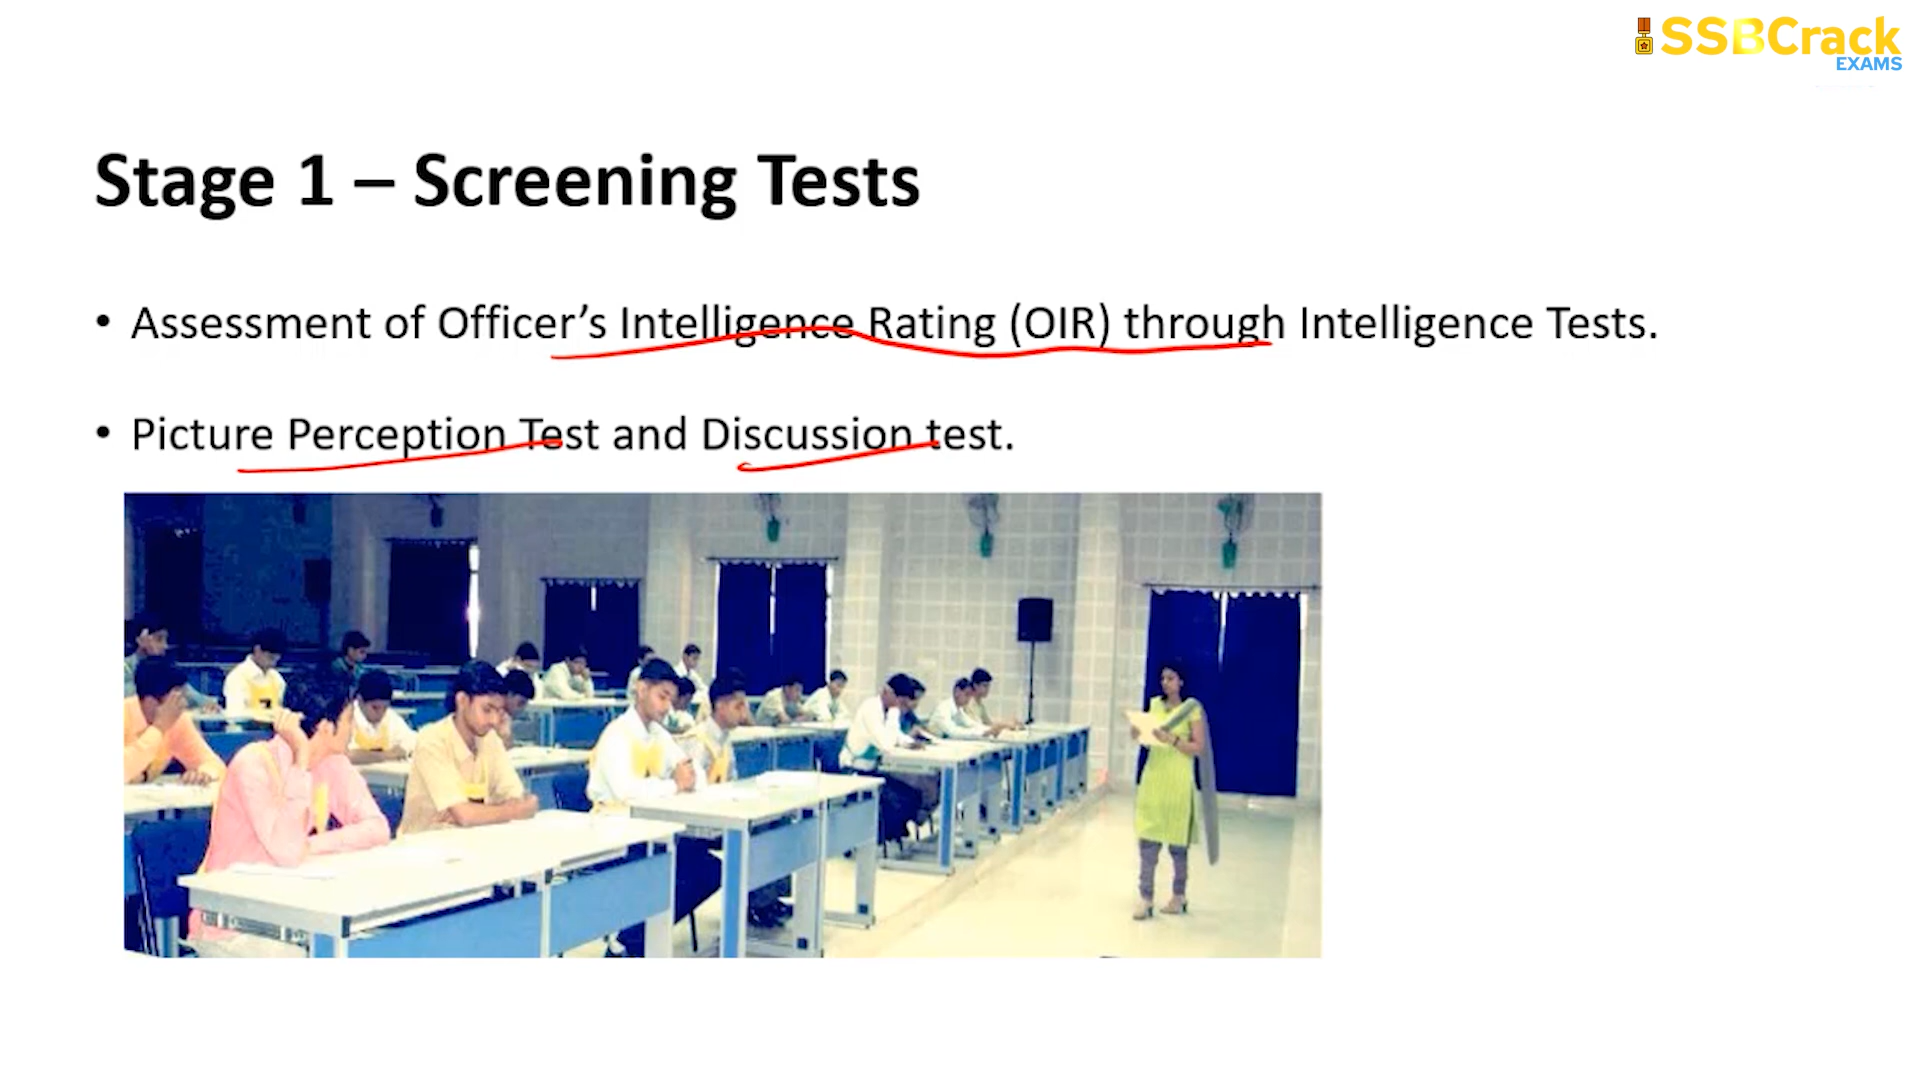 SSBCrack
EXAMS
Stage 1 – Screening Tests
• Assessment of Officer’s Intelligence Rating (OIR) through Intelligence Tests.
• Picture Perception Test and Discussion test.